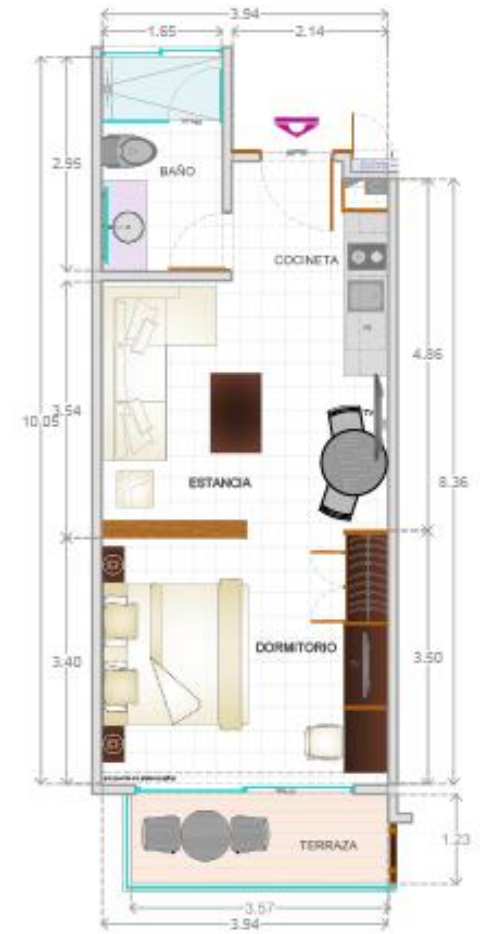 3.94
1.65
2.14
2.95
BAÑO
COCINETA
4.86
10.05
3.54
TV
ESTANCIA
8.36
DORMITORIO
3.40
3.50
TERRAZA
1.23
3.57
3.94